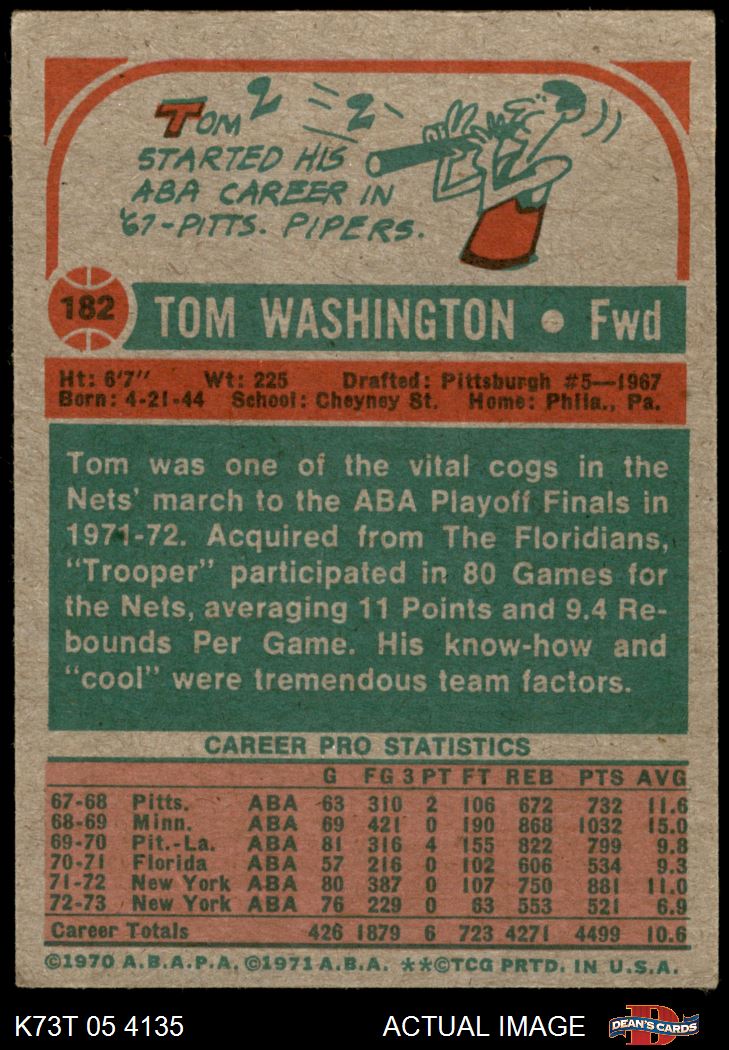 TOM 2 2
STARTED HIS
ABA CAREER IN
'67-PITTS. PIPERS.
182 TOM WASHINGTON • Fwd
Ht: 6'7" Wt: 225 Drafted: Pittsburgh #5—1967
Born: 4-21-44 School: Cheyney St. Home: Phila., Pa.
Tom was one of the vital cogs in the
Nets' march to the ABA Playoff Finals in
1971-72. Acquired from The Floridians,
"Trooper" participated in 80 Games for
the Nets, averaging 11 Points and 9.4 Re-
bounds Per Game. His know-how and
"cool" were tremendous team factors.
CAREER PRO STATISTICS
G FG 3 PT FT REB PTS AVG
67-68 Pitts. ABA 63 310 2 106 672 732 11.6
68-69 Minn. ABA 69 421 0 190 868 1032 15.0
69-70 Pit.-La. ABA 81 316 4 155 822 799 9.8
70-71 Florida ABA 57 216 0 102 606 534 9.3
71-72 New York ABA 80 387 0 107 750 881 11.0
72-73 New York ABA 76 229 0 63 553 521 6.9
Career Totals 426 1879 6 723 4271 4499 10.6
©1970 A.B.A.P.A. ©1971 A.B.A. **©TCG PRTD. IN U.S.A.
K73T 05 4135 ACTUAL IMAGE D DEAN'S CARDS